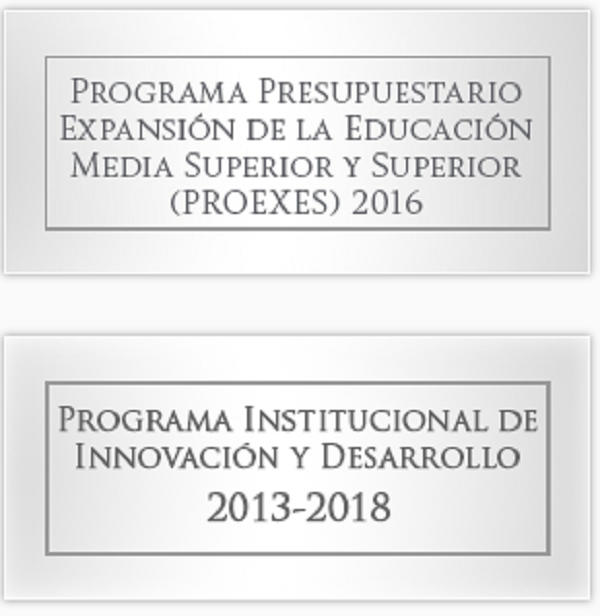 Programa Presupuestario
Expansión de la Educación
Media Superior y Superior
(PROEXES) 2016
Programa Institucional de
Innovación y Desarrollo
2013-2018